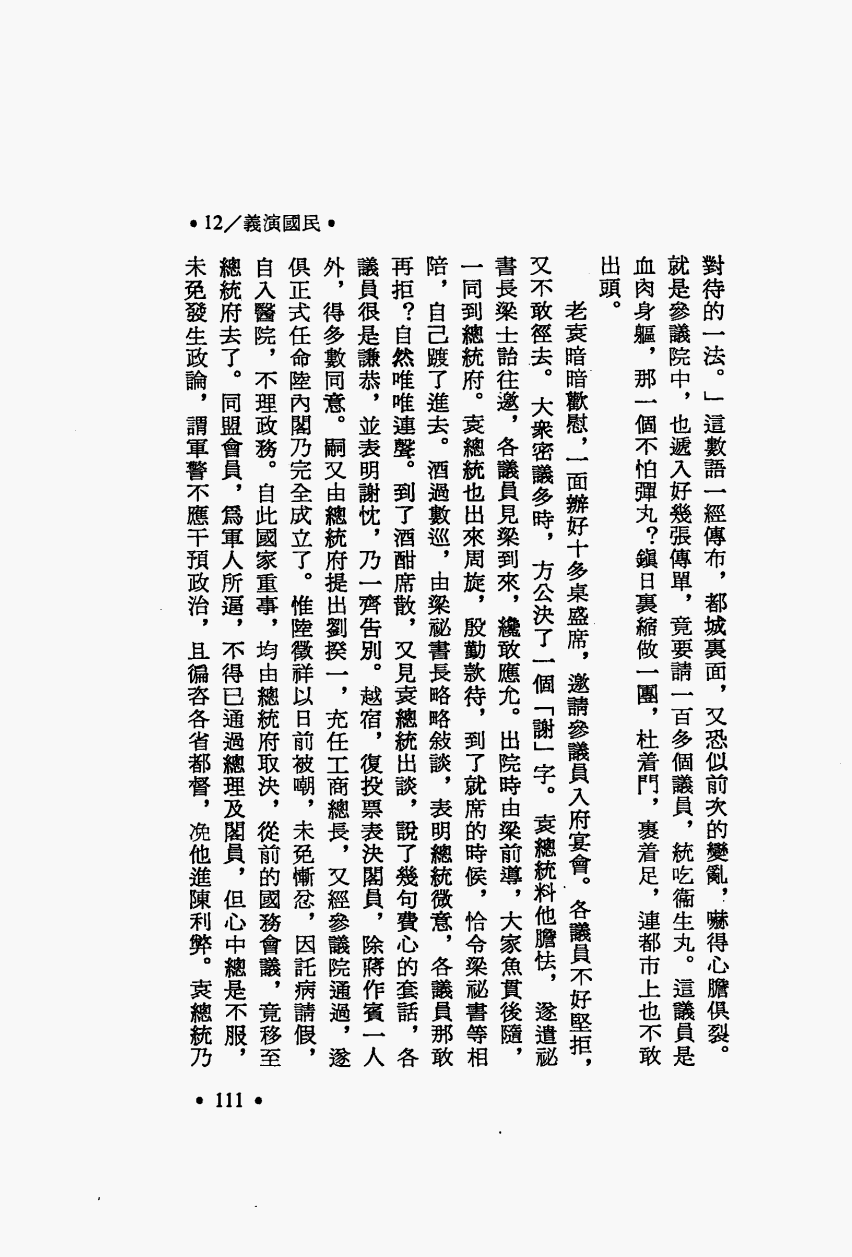 •12／義演國民•
對待的一法。」這數語一經傳布，都城裏面，又恐似前次的變亂，嚇得心膽俱裂。
就是參議院中，也遞入好幾張傳單，竟要請一百多個議員，統吃衞生丸。這議員是
血肉身軀，那一個不怕彈丸？鎭日裏縮做一團，杜着門，裹着足，連都市上也不敢
出頭。
老袁暗暗歡慰，一面辦好十多桌盛席，邀請參議員入府宴會。各議員不好堅拒，
又不敢徑去。大衆密議多時，方公決了一個「謝」字。袁總統料他膽怯，遂遣祕
書長梁士詒往邀，各議員見梁到來，纔敢應允。出院時由梁前導，大家魚貫後隨，
一同到總統府。袁總統也出來周旋，殷勤款待，到了就席的時候，恰令梁祕書等相
陪，自己踱了進去。酒過數巡，由梁祕書長略略敍談，表明總統微意，各議員那敢
再拒？自然唯唯連聲。到了酒酣席散，又見袁總統出談，說了幾句費心的套話，各
議員很是謙恭，並表明謝忱，乃一齊告別。越宿，復投票表決閣員，除蔣作賓一人
外，得多數同意。嗣又由總統府提出劉揆一，充任工商總長，又經參議院通過，遂
俱正式任命陸內閣乃完全成立了。惟陸徵祥以日前被嘲，未免慚忿，因託病請假，
自入醫院，不理政務。自此國家重事，均由總統府取決，從前的國務會議，竟移至
總統府去了。同盟會員，爲軍人所逼，不得已通過總理及閣員，但心中總是不服，
未免發生政論，謂軍警不應干預政治，且徧咨各省都督，浼他進陳利弊。袁總統乃
•111•